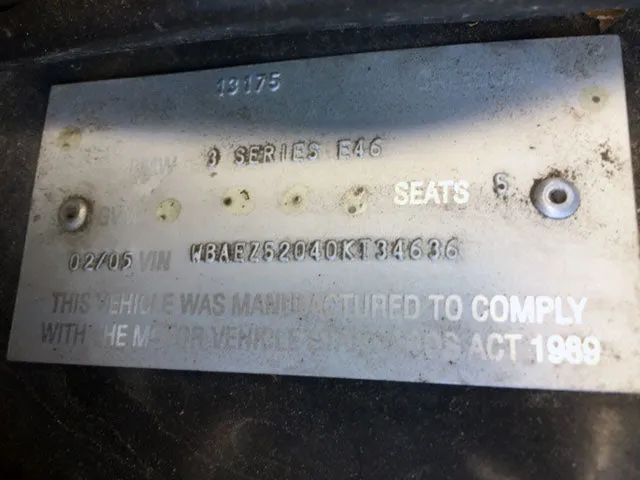 13175
BMW 3 SERIES E46
SEATS 5
02/05 VIN WBAEZ52040KT34636
THIS VEHICLE WAS MANUFACTURED TO COMPLY
WITH THE MOTOR VEHICLE STANDARDS ACT 1989